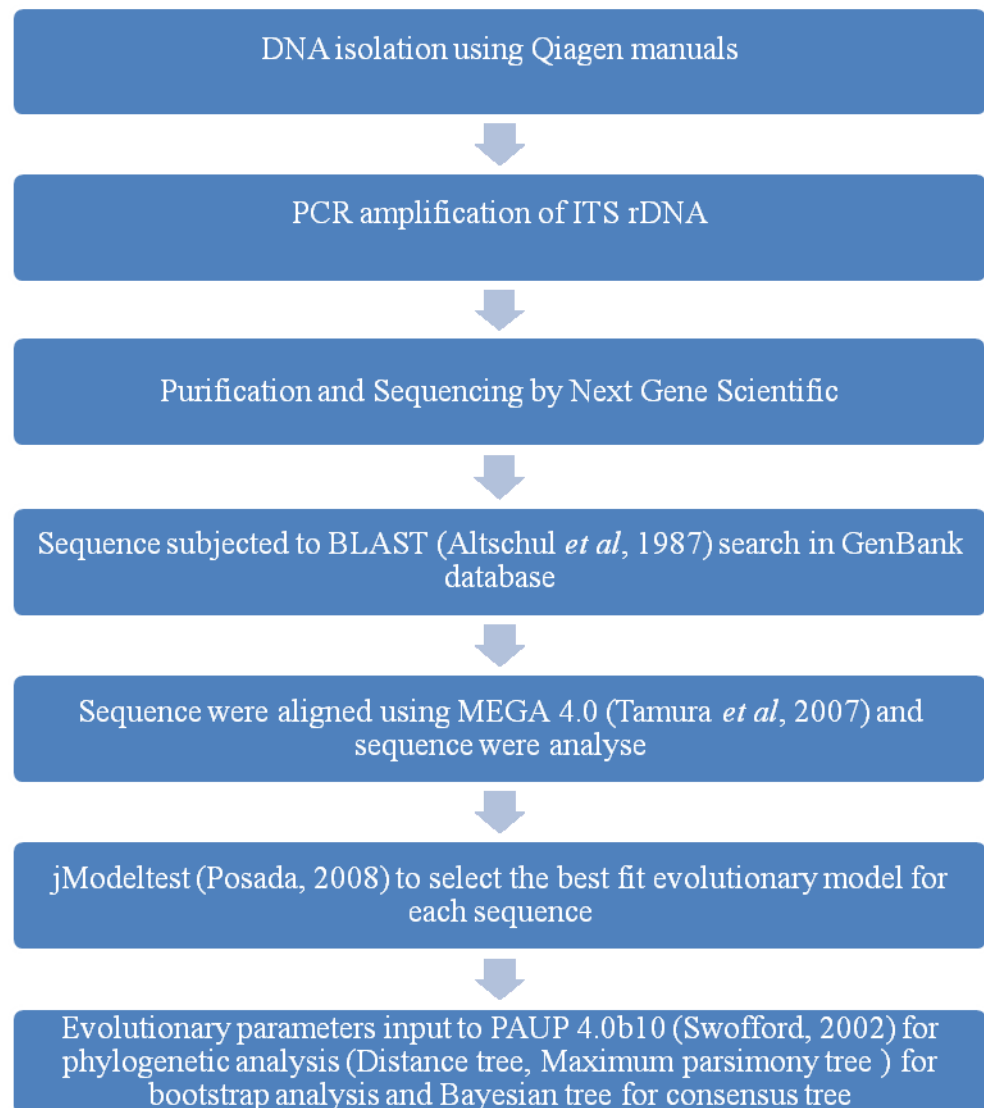 DNA isolation using Qiagen manuals
PCR amplification of ITS rDNA
Purification and Sequencing by Next Gene Scientific
Sequence subjected to BLAST (Altschul et al, 1987) search in GenBank
database
Sequence were aligned using MEGA 4.0 (Tamura et al, 2007) and
sequence were analyse
jModeltest (Posada, 2008) to select the best fit evolutionary model for
each sequence
Evolutionary parameters input to PAUP 4.0b10 (Swofford, 2002) for
phylogenetic analysis (Distance tree, Maximum parsimony tree ) for
bootstrap analysis and Bayesian tree for consensus tree